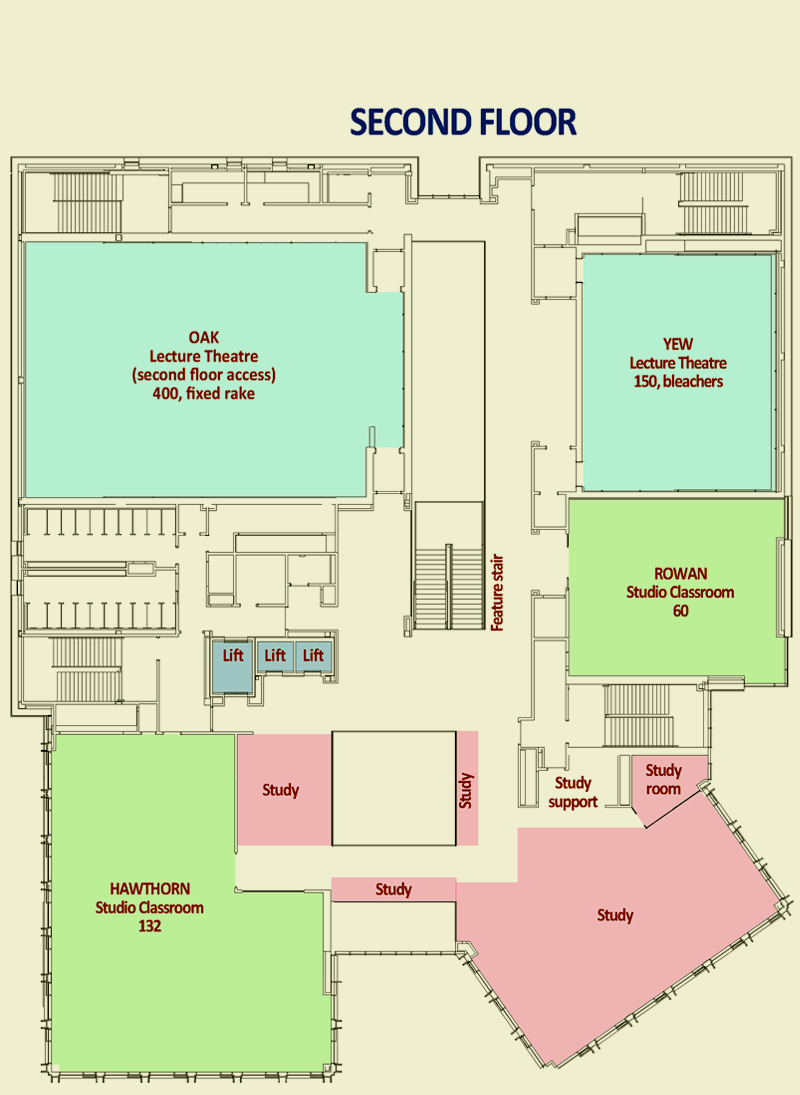 SECOND FLOOR
OAK
Lecture Theatre
(second floor access)
400, fixed rake
YEW
Lecture Theatre
150, bleachers
Feature stair
ROWAN
Studio Classroom
60
Lift
Lift
Lift
Study
Study
Study
support
Study
room
HAWTHORN
Studio Classroom
132
Study
Study